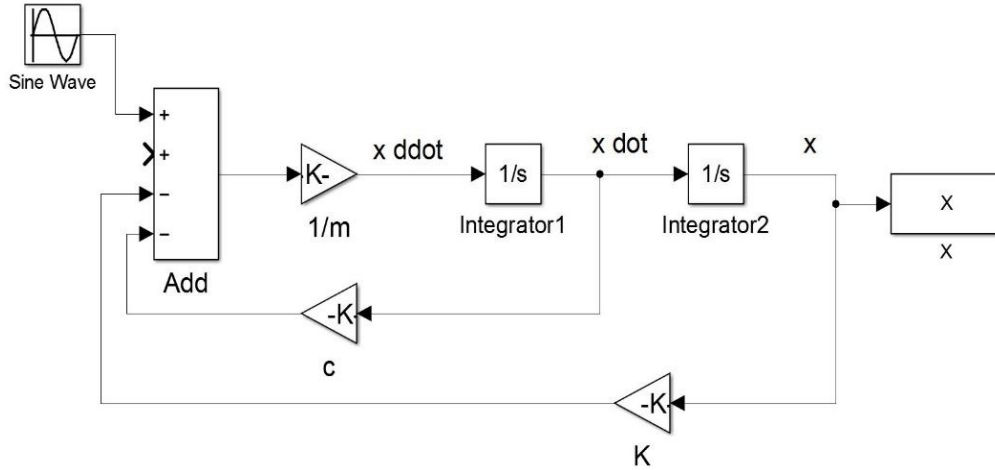 Sine Wave
+
+
−
−
Add
K-
1/m
x ddot
1/s
Integrator1
x dot
1/s
Integrator2
x
X
X
-K
c
-K
K